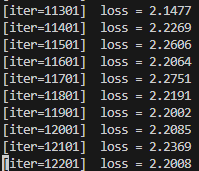 [iter=11301]  loss = 2.1477
[iter=11401]  loss = 2.2269
[iter=11501]  loss = 2.2606
[iter=11601]  loss = 2.2064
[iter=11701]  loss = 2.2751
[iter=11801]  loss = 2.2191
[iter=11901]  loss = 2.2002
[iter=12001]  loss = 2.2085
[iter=12101]  loss = 2.2369
[iter=12201]  loss = 2.2008